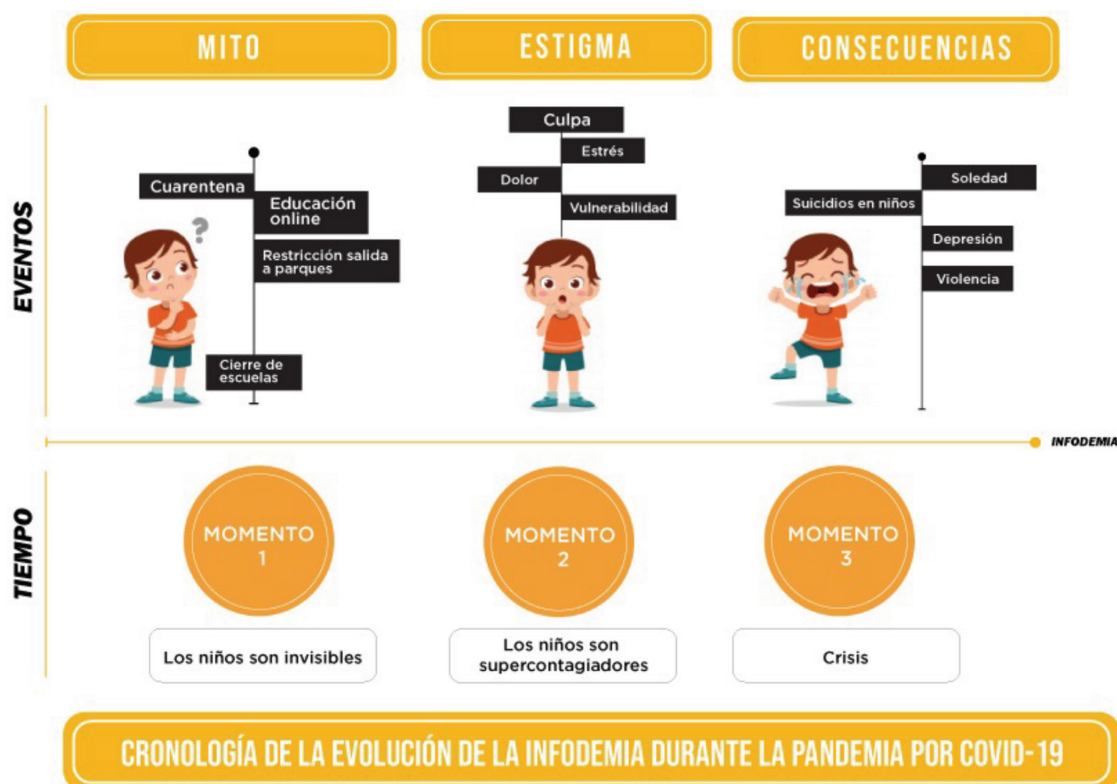 MITO
ESTIGMA
CONSECUENCIAS
EVENTOS
Cuarentena
Educación
online
?
Restricción salida
a parques
Cierre de
escuelas
Culpa
Estrés
Dolor
Vulnerabilidad
Soledad
Suicidios en niños
Depresión
Violencia
INFODEMIA
TIEMPO
MOMENTO
1
MOMENTO
2
MOMENTO
3
Los niños son invisibles
Los niños son
supercontagiadores
Crisis
CRONOLOGÍA DE LA EVOLUCIÓN DE LA INFODEMIA DURANTE LA PANDEMIA POR COVID-19